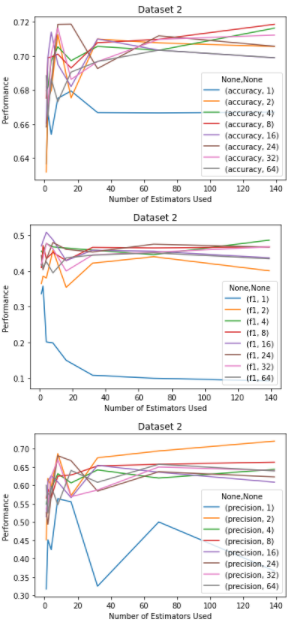 Dataset 2
Performance
0.72
0.70
0.68
0.66
0.64
None,None
(accuracy, 1)
(accuracy, 2)
(accuracy, 4)
(accuracy, 8)
(accuracy, 16)
(accuracy, 24)
(accuracy, 32)
(accuracy, 64)
0 20 40 60 80 100 120 140
Number of Estimators Used
Dataset 2
Performance
0.5
0.4
0.3
0.2
0.1
None,None
(f1, 1)
(f1, 2)
(f1, 4)
(f1, 8)
(f1, 16)
(f1, 24)
(f1, 32)
(f1, 64)
0 20 40 60 80 100 120 140
Number of Estimators Used
Dataset 2
Performance
0.70
0.65
0.60
0.55
0.50
0.45
0.40
0.35
0.30
None,None
(precision, 1)
(precision, 2)
(precision, 4)
(precision, 8)
(precision, 16)
(precision, 24)
(precision, 32)
(precision, 64)
0 20 40 60 80 100 120 140
Number of Estimators Used